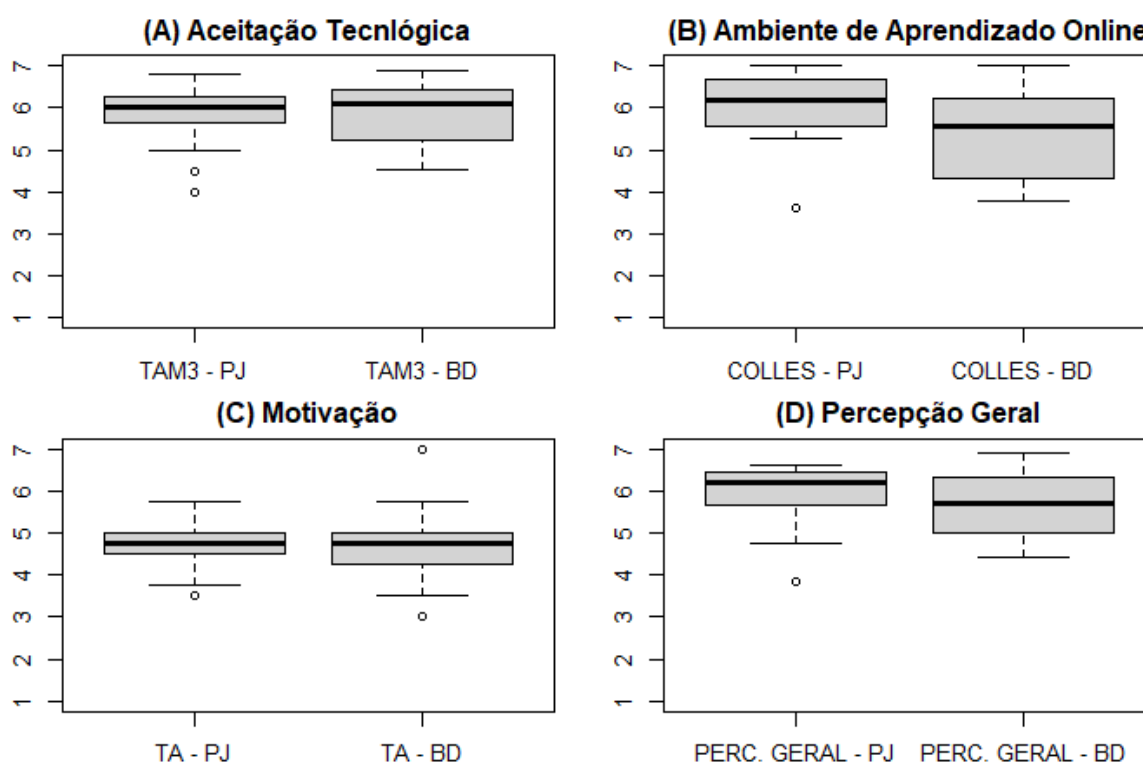 (A) Aceitação Tecnlógica
7
6
5
4
3
2
1
TAM3 - PJ
TAM3 - BD
(B) Ambiente de Aprendizado Online
7
6
5
4
3
2
1
COLLES - PJ
COLLES - BD
(C) Motivação
7
6
5
4
3
2
1
TA - PJ
TA - BD
(D) Percepção Geral
7
6
5
4
3
2
1
PERC. GERAL - PJ
PERC. GERAL - BD